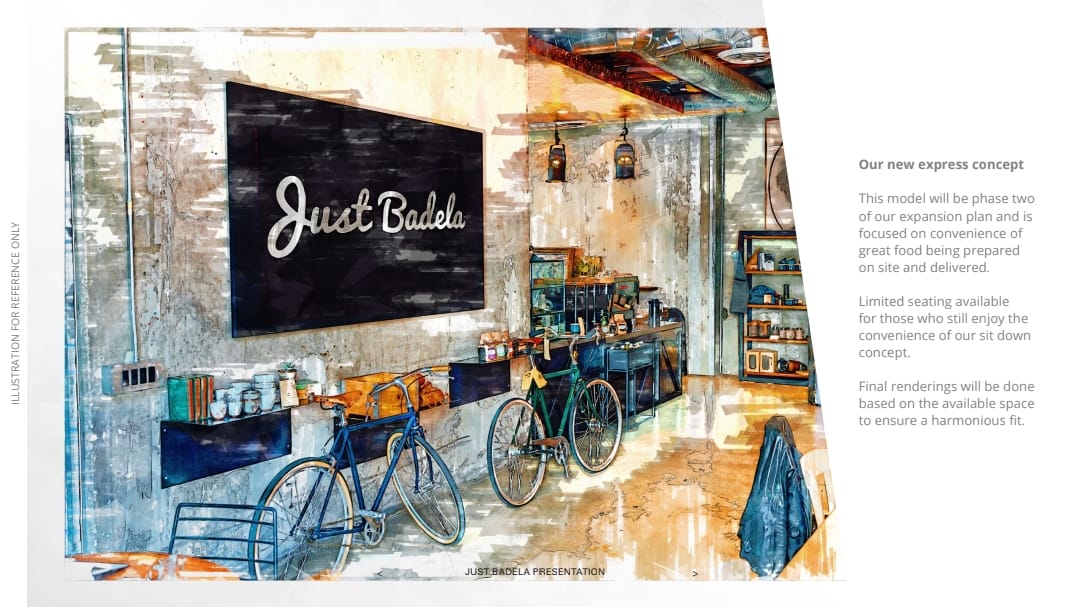 ILLUSTRATION FOR REFERENCE ONLY
Just Badela
Our new express concept
This model will be phase two
of our expansion plan and is
focused on convenience of
great food being prepared
on site and delivered.
Limited seating available
for those who still enjoy the
convenience of our sit down
concept.
Final renderings will be done
based on the available space
to ensure a harmonious fit.
< JUST BADELA PRESENTATION >